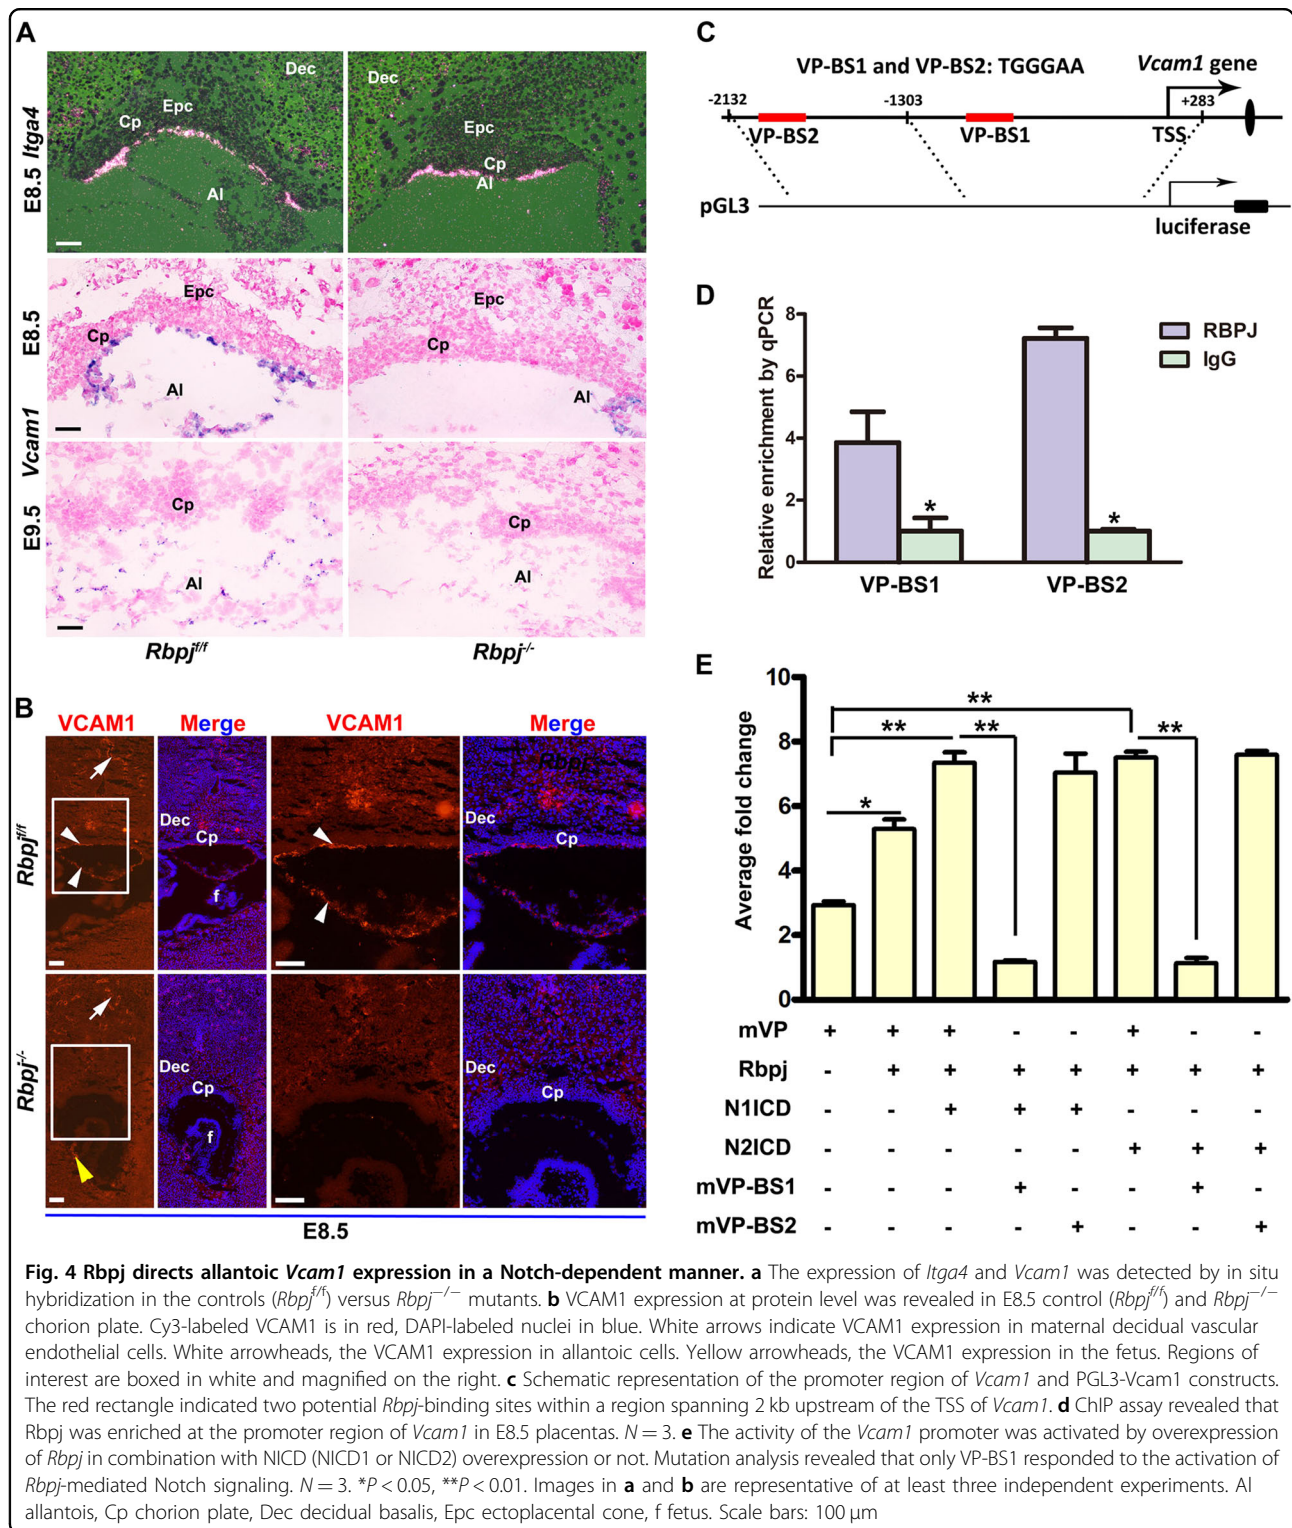 A
E8.5 Itga4
Dec
Epc
Cp
Al
Dec
Epc
Cp
Al
E8.5
Vcam1
Epc
Cp
Al
Epc
Cp
Al
E9.5
Cp
Al
Cp
Al
Rbpj^f/f
Rbpj^-/-
B
VCAM1 Merge VCAM1 Merge
Rbpj^f/f
Dec
Cp
f
Rbpj
Dec
Cp
Rbpj^-/-
Dec
Cp
f
Dec
Cp
E8.5
C
VP-BS1 and VP-BS2: TGGGAA
Vcam1 gene
-2132 -1303 +283
VP-BS2 VP-BS1 TSS
pGL3
luciferase
D
Relative enrichment by qPCR
8
6
4
2
0
RBPJ
IgG
* *
VP-BS1 VP-BS2
E
Average fold change
10
8
6
4
2
0
**
** ** **
*
mVP + + + - - + - -
Rbpj - + + + + + + +
N1ICD - - + + + - - -
N2ICD - - - - - + + +
mVP-BS1 - - - + - - + -
mVP-BS2 - - - - + - - +
Fig. 4 Rbpj directs allantoic Vcam1 expression in a Notch-dependent manner. a The expression of Itga4 and Vcam1 was detected by in situ
hybridization in the controls (Rbpj^f/f) versus Rbpj^−/− mutants. b VCAM1 expression at protein level was revealed in E8.5 control (Rbpj^f/f) and Rbpj^−/−
chorion plate. Cy3-labeled VCAM1 is in red, DAPI-labeled nuclei in blue. White arrows indicate VCAM1 expression in maternal decidual vascular
endothelial cells. White arrowheads, the VCAM1 expression in allantoic cells. Yellow arrowheads, the VCAM1 expression in the fetus. Regions of
interest are boxed in white and magnified on the right. c Schematic representation of the promoter region of Vcam1 and PGL3-Vcam1 constructs.
The red rectangle indicated two potential Rbpj-binding sites within a region spanning 2 kb upstream of the TSS of Vcam1. d ChIP assay revealed that
Rbpj was enriched at the promoter region of Vcam1 in E8.5 placentas. N = 3. e The activity of the Vcam1 promoter was activated by overexpression
of Rbpj in combination with NICD (NICD1 or NICD2) overexpression or not. Mutation analysis revealed that only VP-BS1 responded to the activation of
Rbpj-mediated Notch signaling. N = 3. *P < 0.05, **P < 0.01. Images in a and b are representative of at least three independent experiments. Al
allantois, Cp chorion plate, Dec decidual basalis, Epc ectoplacental cone, f fetus. Scale bars: 100 μm